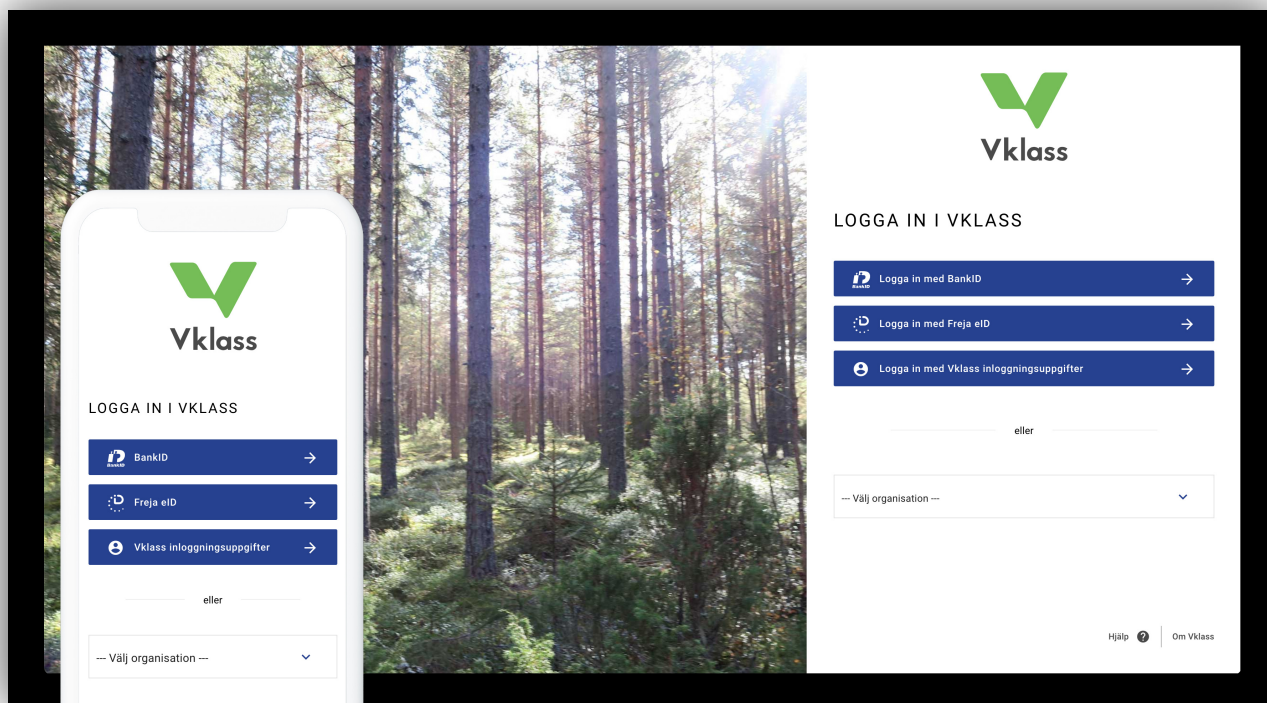 Vklass
LOGGA IN I VKLASS
BankID
Logga in med BankID
Logga in med Freja eID
Logga in med Vklass inloggningsuppgifter
eller
--- Välj organisation ---
Hjälp ?
Om Vklass
Vklass
LOGGA IN I VKLASS
BankID
BankID
Freja eID
Vklass inloggningsuppgifter
eller
--- Välj organisation ---